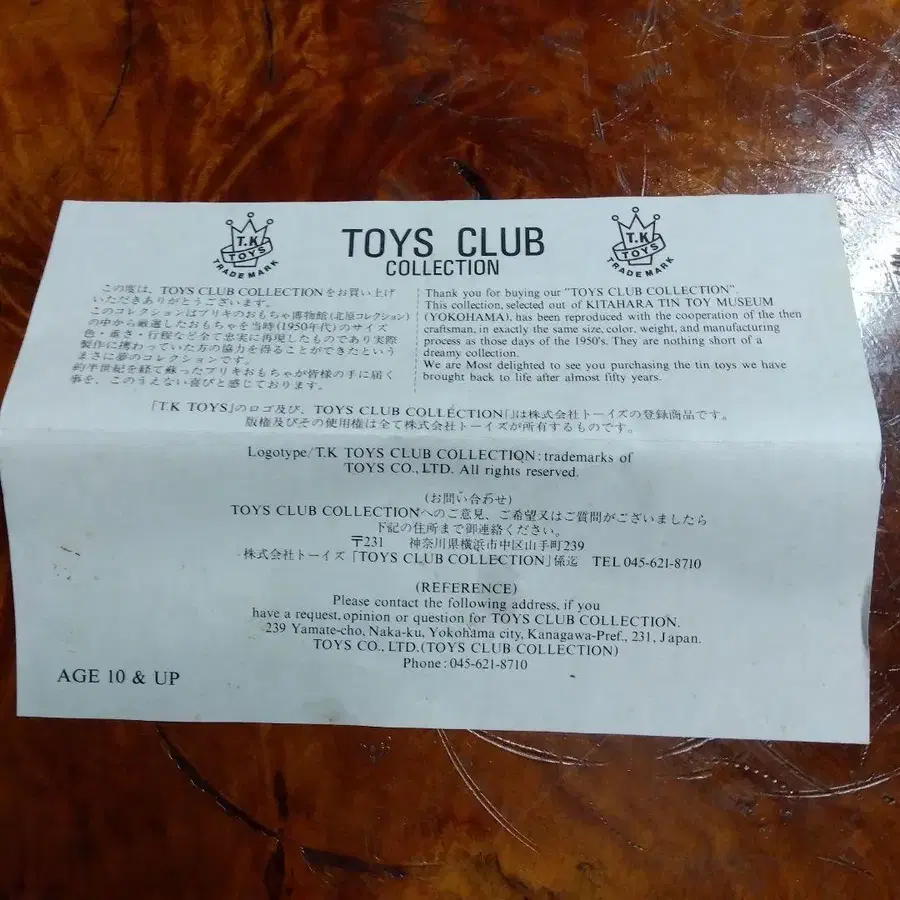 T.K
TOYS
TRADE MARK
TOYS CLUB
COLLECTION
T.K
TOYS
TRADE MARK
この度は、TOYS CLUB COLLECTIONをお買い上げ
いただきありがとうございます。
このコレクションはブリキのおもちゃ博物館(北原コレクション)
の中から厳選したおもちゃを当時(1950年代)のサイズ
色・重さ・行程など全て忠実に再現したものであり実際
製作に携わっていた方の協力を得ることができたという
まさに夢のコレクションです。
約半世紀を経て蘇ったブリキおもちゃが皆様の手に届く
事を、このうえない喜びと感じております。
Thank you for buying our "TOYS CLUB COLLECTION".
This collection, selected out of KITAHARA TIN TOY MUSEUM
(YOKOHAMA), has been reproduced with the cooperation of the then
craftsman, in exactly the same size, color, weight, and manufacturing
process as those days of the 1950's. They are nothing short of a
dreamy collection.
We are Most delighted to see you purchasing the tin toys we have
brought back to life after almost fifty years.
「T.K TOYS」のロゴ及び、TOYS CLUB COLLECTION「」は株式会社トーイズの登録商品です。
版権及びその使用権は全て株式会社トーイズが所有するものです。
Logotype/T.K TOYS CLUB COLLECTION:trademarks of
TOYS CO.,LTD. All rights reserved.
(お問い合わせ)
TOYS CLUB COLLECTIONへのご意見、ご希望又はご質問がございましたら
下記の住所まで御連絡ください。
〒231 神奈川県横浜市中区山手町239
株式会社トーイズ「TOYS CLUB COLLECTION」係迄 TEL 045-621-8710
(REFERENCE)
Please contact the following address, if you
have a request, opinion or question for TOYS CLUB COLLECTION.
239 Yamate-cho, Naka-ku, Yokohama city, Kanagawa-Pref., 231, Japan.
TOYS CO., LTD.(TOYS CLUB COLLECTION)
Phone:045-621-8710
AGE 10 & UP